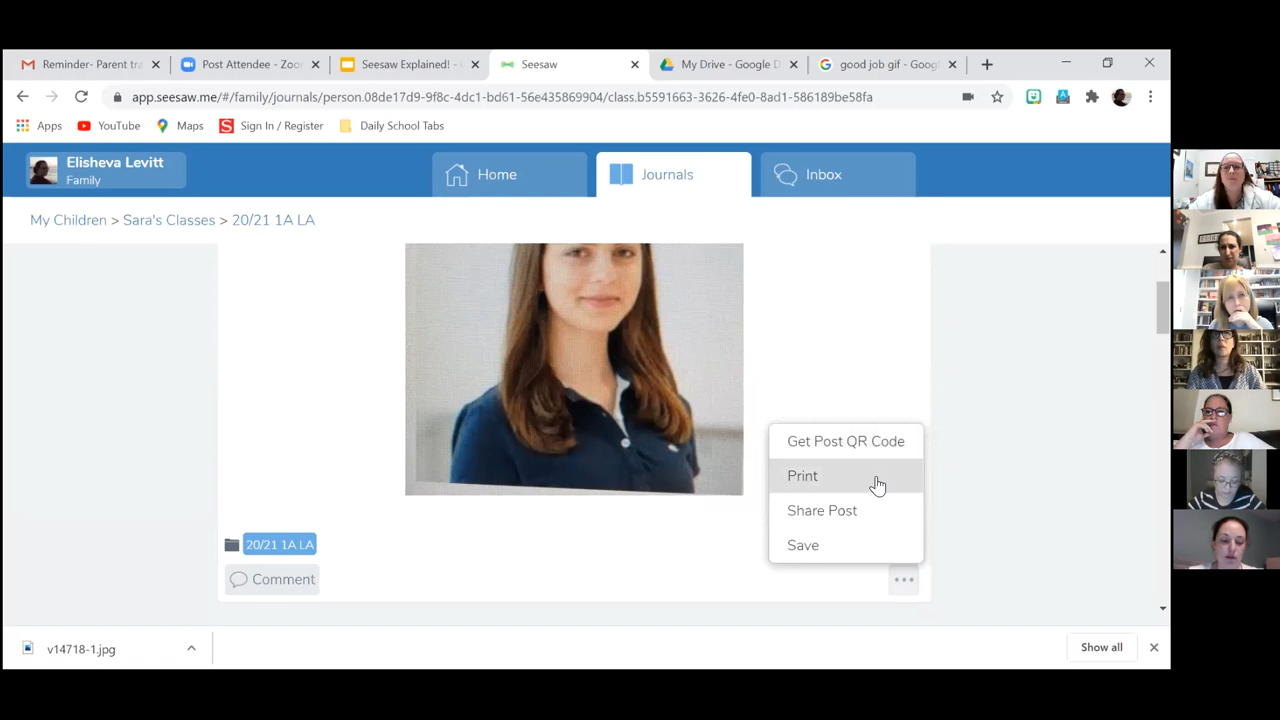 Reminder- Parent tra
Post Attendee - Zoo
Seesaw Explained! -
Seesaw
My Drive - Google D
good job gif - Googl
app.seesaw.me/#/family/journals/person.08de17d9-9f8c-4dc1-bd61-56e435869904/class.b5591663-3626-4fe0-8ad1-586189be58fa
Apps YouTube Maps Sign In / Register Daily School Tabs
Elisheva Levitt
Family
Home
Journals
Inbox
My Children > Sara's Classes > 20/21 1A LA
Get Post QR Code
Print
Share Post
Save
20/21 1A LA
Comment
v14718-1.jpg
Show all